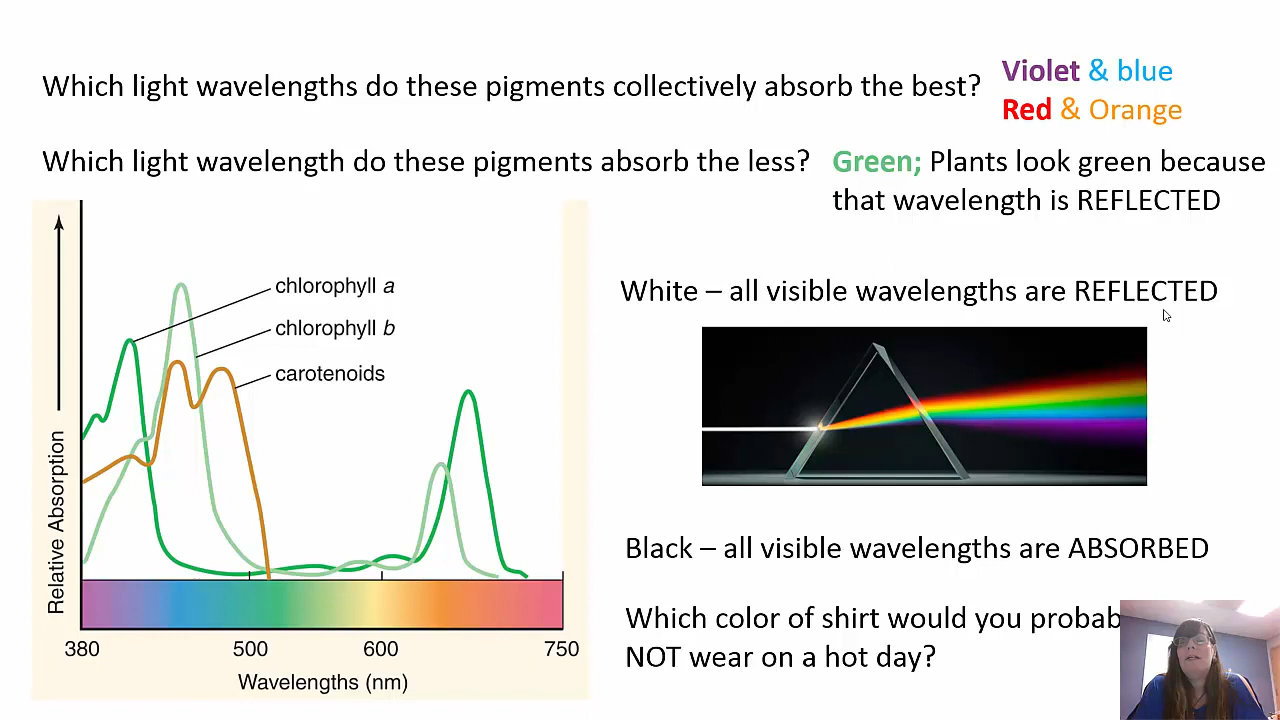 Which light wavelengths do these pigments collectively absorb the best?
Violet & blue
Red & Orange
Which light wavelength do these pigments absorb the less?
Green; Plants look green because
that wavelength is REFLECTED
chlorophyll a
chlorophyll b
carotenoids
Relative Absorption
380
500
600
750
Wavelengths (nm)
White – all visible wavelengths are REFLECTED
Black – all visible wavelengths are ABSORBED
Which color of shirt would you
NOT wear on a hot day?